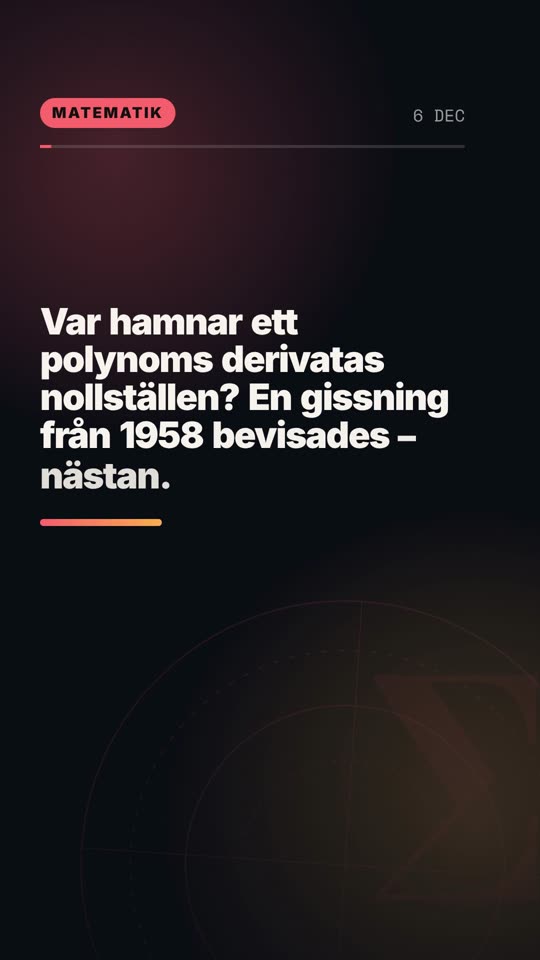 MATEMATIK
6 DEC
Var hamnar ett
polynoms derivatas
nollställen? En gissning
från 1958 bevisades –
nästan.
Σ